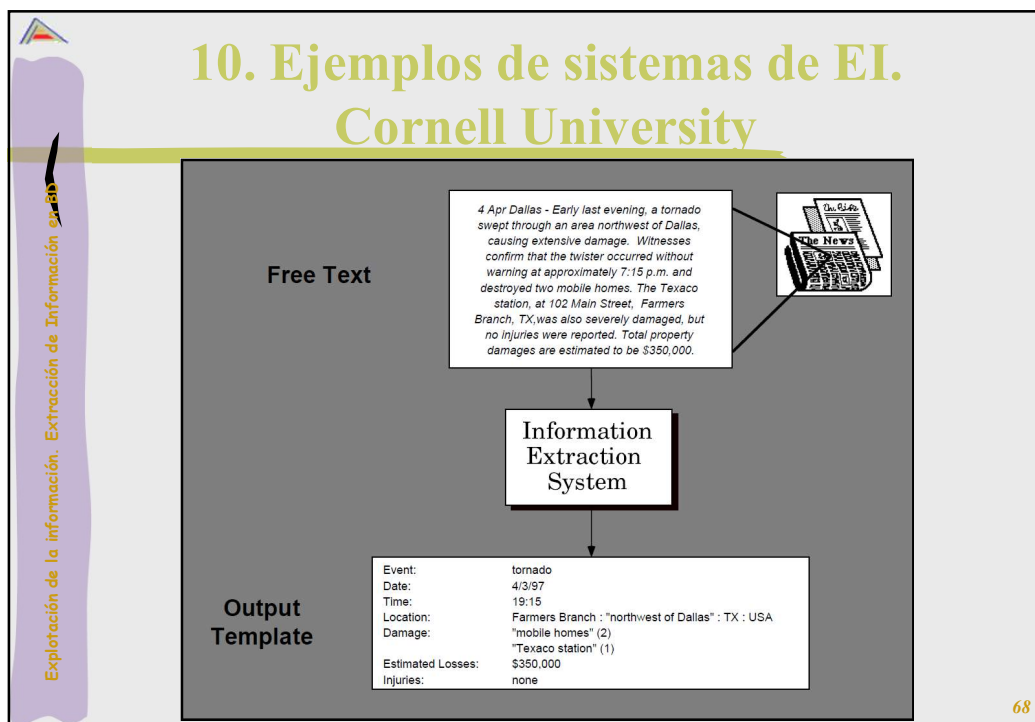 10. Ejemplos de sistemas de EI.
Cornell University
Explotación de la información. Extracción de Información en BD
Free Text
4 Apr Dallas - Early last evening, a tornado
swept through an area northwest of Dallas,
causing extensive damage. Witnesses
confirm that the twister occurred without
warning at approximately 7:15 p.m. and
destroyed two mobile homes. The Texaco
station, at 102 Main Street, Farmers
Branch, TX,was also severely damaged, but
no injuries were reported. Total property
damages are estimated to be $350,000.
The News
Information
Extraction
System
Output
Template
Event: tornado
Date: 4/3/97
Time: 19:15
Location: Farmers Branch : "northwest of Dallas" : TX : USA
Damage: "mobile homes" (2)
"Texaco station" (1)
Estimated Losses: $350,000
Injuries: none
68